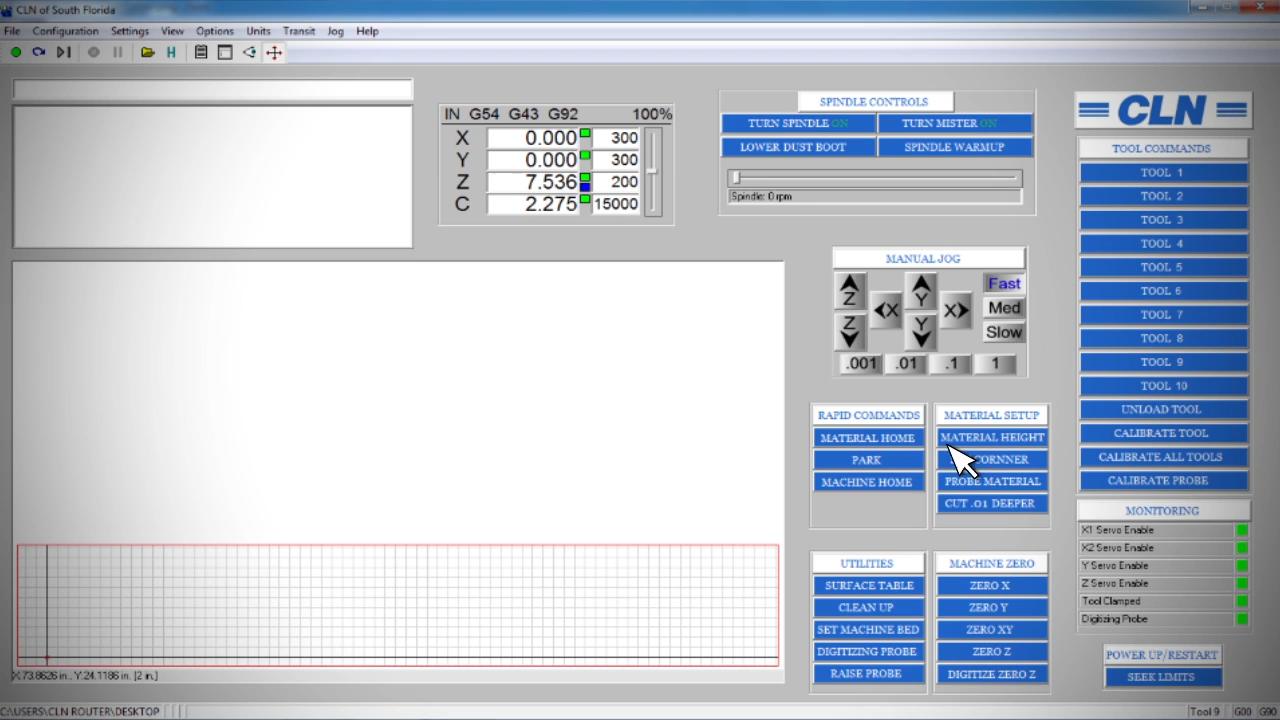 CLN of South Florida
File Configuration Settings View Options Units Transit Jog Help
IN G54 G43 G92 100%
X 0.000 300
Y 0.000 300
Z 7.536 200
C 2.275 15000
SPINDLE CONTROLS
TURN SPINDLE ON TURN MISTER ON
LOWER DUST BOOT SPINDLE WARMUP
Spindle: 0 rpm
MANUAL JOG
Z Y Fast
X X Med
Z Y Slow
.001 .01 .1 1
RAPID COMMANDS
MATERIAL HOME
PARK
MACHINE HOME
MATERIAL SETUP
MATERIAL HEIGHT
CORNNER
PROBE MATERIAL
CUT .01 DEEPER
UTILITIES
SURFACE TABLE
CLEAN UP
SET MACHINE BED
DIGITIZING PROBE
RAISE PROBE
MACHINE ZERO
ZERO X
ZERO Y
ZERO XY
ZERO Z
DIGITIZE ZERO Z
CLN
TOOL COMMANDS
TOOL 1
TOOL 2
TOOL 3
TOOL 4
TOOL 5
TOOL 6
TOOL 7
TOOL 8
TOOL 9
TOOL 10
UNLOAD TOOL
CALIBRATE TOOL
CALIBRATE ALL TOOLS
CALIBRATE PROBE
MONITORING
X1 Servo Enable
X2 Servo Enable
Y Servo Enable
Z Servo Enable
Tool Clamped
Digitizing Probe
POWER UP/RESTART
SEEK LIMITS
X:73.8626 in., Y:24.1186 in. [2 in.]
C:\USERS\CLN ROUTER\DESKTOP Tool 9 G00 G90